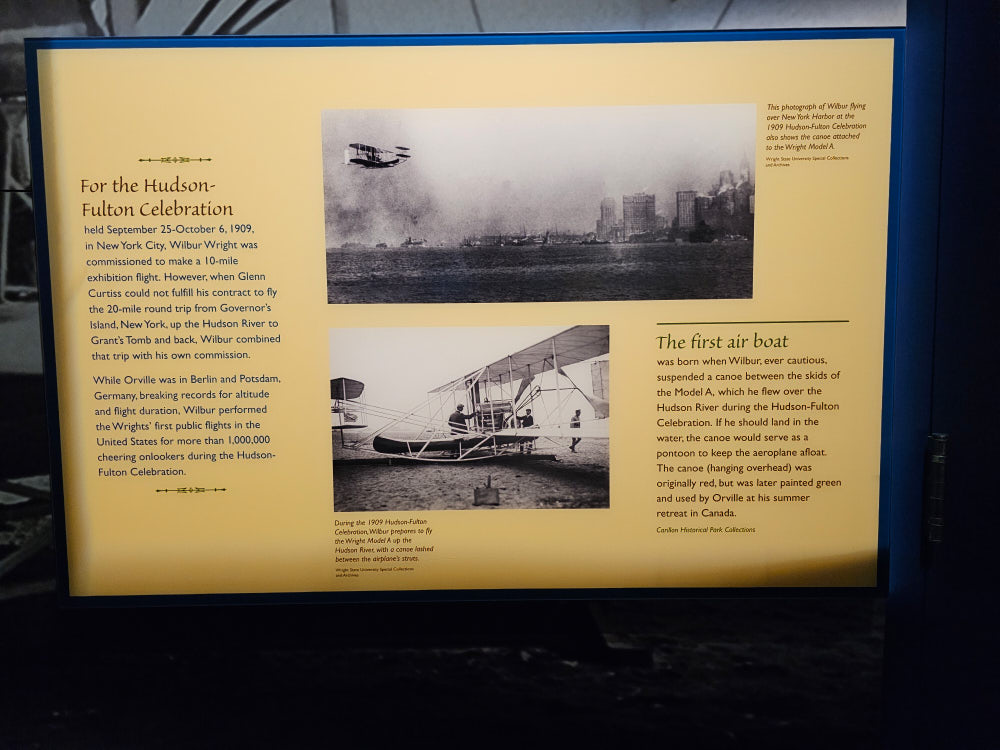 For the Hudson-
Fulton Celebration
held September 25-October 6, 1909,
in New York City, Wilbur Wright was
commissioned to make a 10-mile
exhibition flight. However, when Glenn
Curtiss could not fulfill his contract to fly
the 20-mile round trip from Governor's
Island, New York, up the Hudson River to
Grant's Tomb and back, Wilbur combined
that trip with his own commission.
While Orville was in Berlin and Potsdam,
Germany, breaking records for altitude
and flight duration, Wilbur performed
the Wrights' first public flights in the
United States for more than 1,000,000
cheering onlookers during the Hudson-
Fulton Celebration.
This photograph of Wilbur flying
over New York Harbor at the
1909 Hudson-Fulton Celebration
also shows the canoe attached
to the Wright Model A.
Wright State University Special Collections
and Archives
During the 1909 Hudson-Fulton
Celebration, Wilbur prepares to fly
the Wright Model A up the
Hudson River, with a canoe lashed
between the airplane's struts.
Wright State University Special Collections
and Archives
The first air boat
was born when Wilbur, ever cautious,
suspended a canoe between the skids of
the Model A, which he flew over the
Hudson River during the Hudson-Fulton
Celebration. If he should land in the
water, the canoe would serve as a
pontoon to keep the aeroplane afloat.
The canoe (hanging overhead) was
originally red, but was later painted green
and used by Orville at his summer
retreat in Canada.
Carillon Historical Park Collections